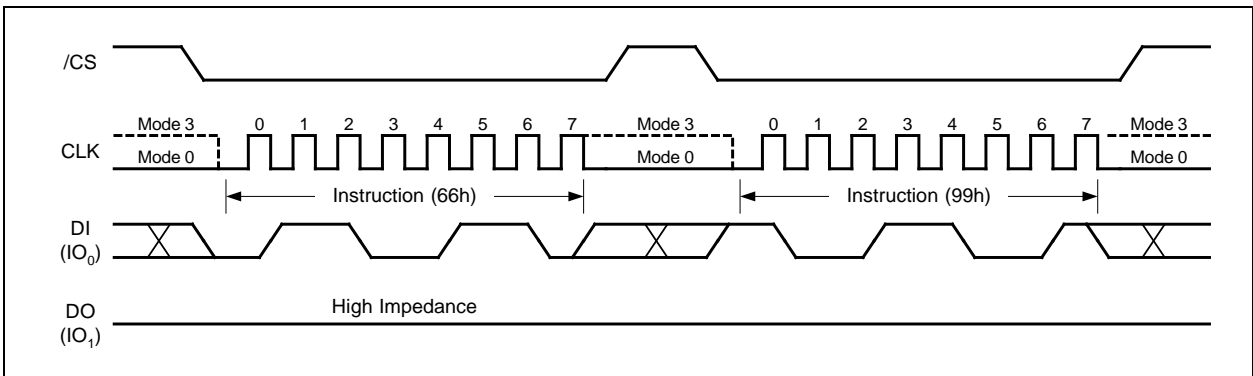 /CS
Mode 3 0 1 2 3 4 5 6 7 Mode 3 0 1 2 3 4 5 6 7 Mode 3
CLK
Mode 0 Mode 0 Mode 0
Instruction (66h) Instruction (99h)
DI
(IO0)
High Impedance
DO
(IO1)